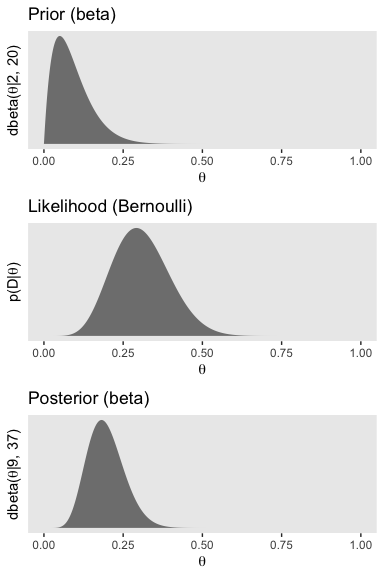 Prior (beta)
dbeta(θ|2, 20)
0.00 0.25 0.50 0.75 1.00
θ
Likelihood (Bernoulli)
p(D|θ)
0.00 0.25 0.50 0.75 1.00
θ
Posterior (beta)
dbeta(θ|9, 37)
0.00 0.25 0.50 0.75 1.00
θ